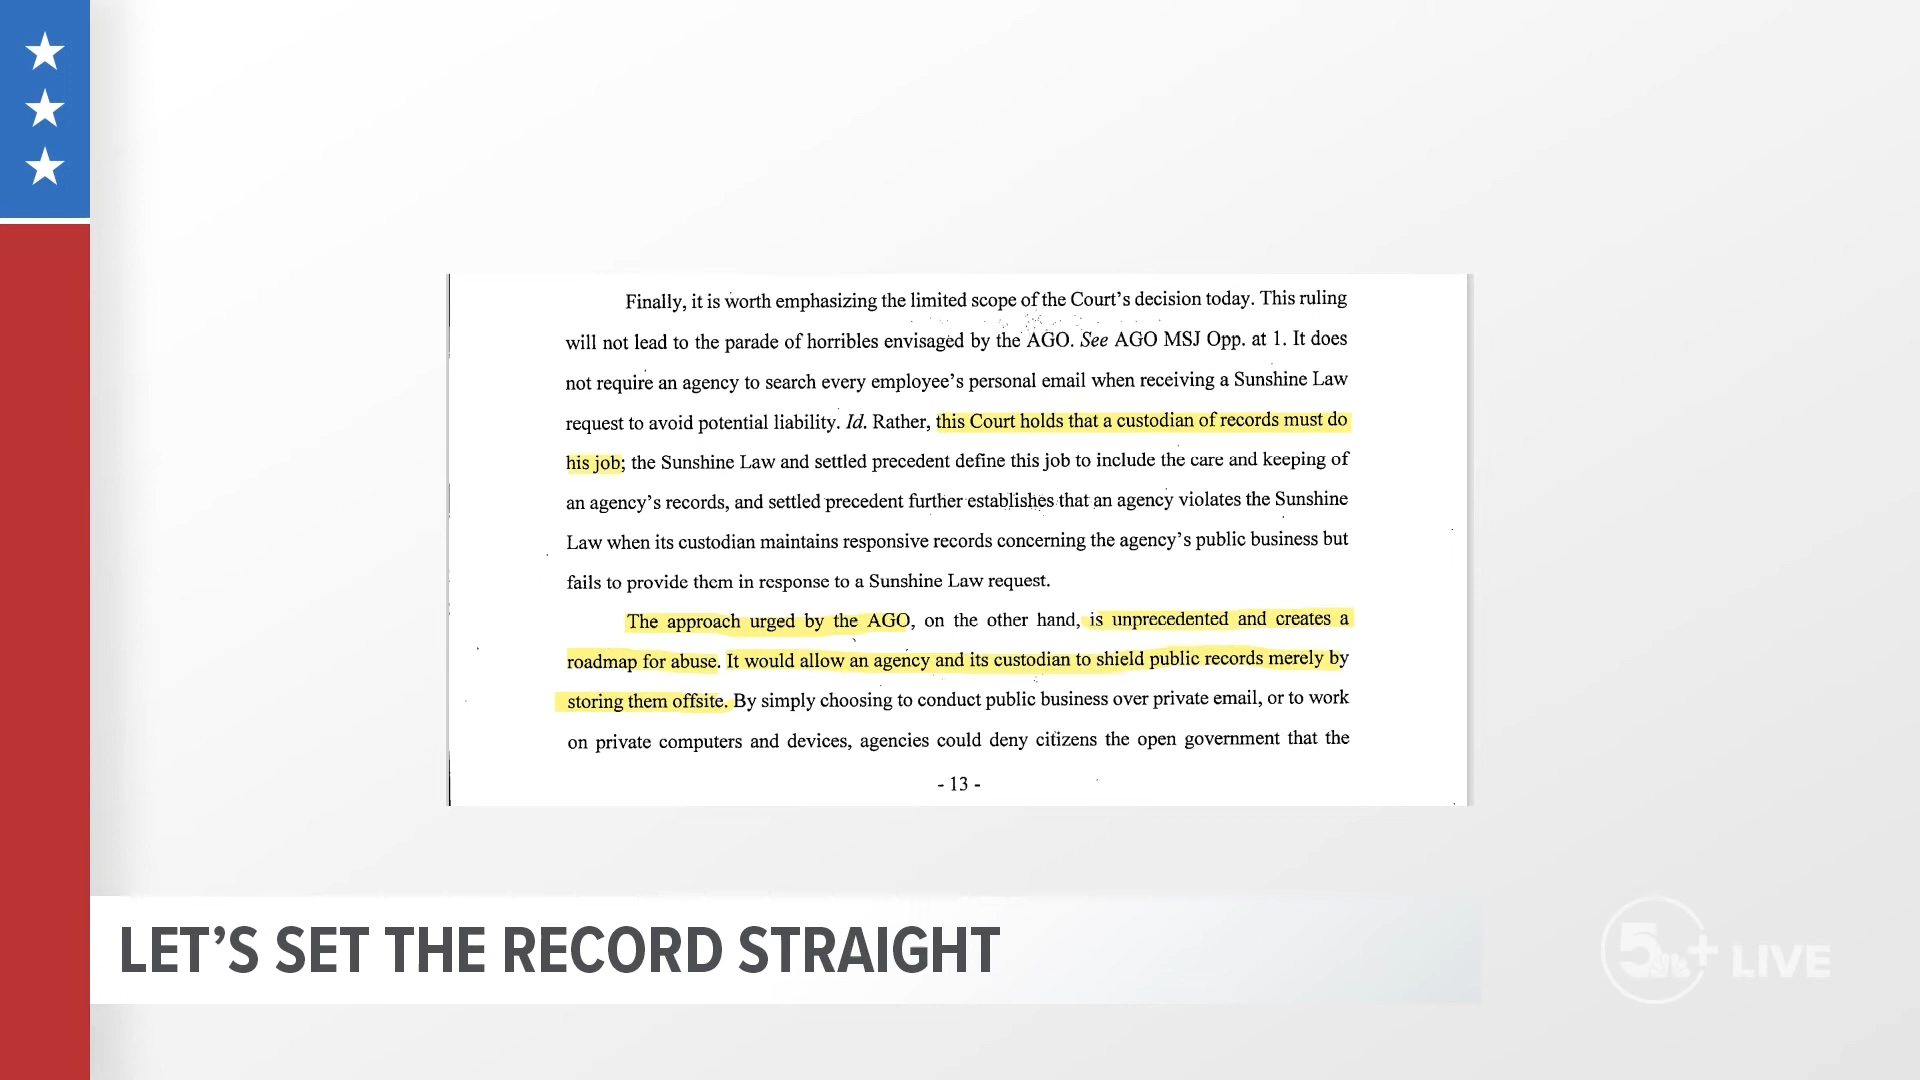 Finally, it is worth emphasizing the limited scope of the Court's decision today. This ruling
will not lead to the parade of horribles envisaged by the AGO. See AGO MSJ Opp. at 1. It does
not require an agency to search every employee's personal email when receiving a Sunshine Law
request to avoid potential liability. Id. Rather, this Court holds that a custodian of records must do
his job; the Sunshine Law and settled precedent define this job to include the care and keeping of
an agency's records, and settled precedent further establishes that an agency violates the Sunshine
Law when its custodian maintains responsive records concerning the agency's public business but
fails to provide them in response to a Sunshine Law request.
The approach urged by the AGO, on the other hand, is unprecedented and creates a
roadmap for abuse. It would allow an agency and its custodian to shield public records merely by
storing them offsite. By simply choosing to conduct public business over private email, or to work
on private computers and devices, agencies could deny citizens the open government that the
- 13 -
LET'S SET THE RECORD STRAIGHT
5+ LIVE